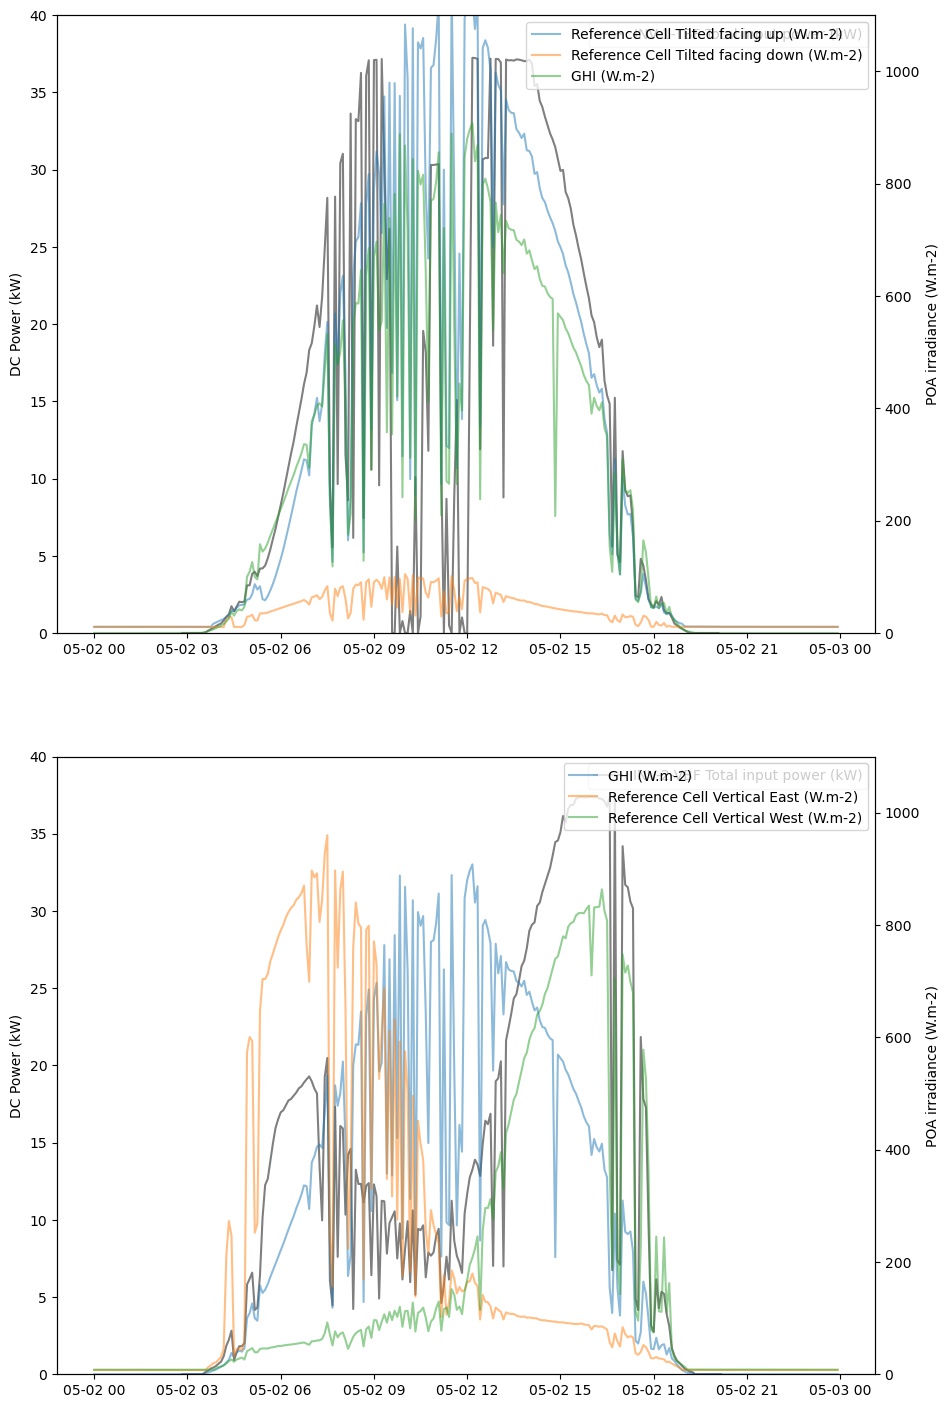 40
35
30
25
20
15
10
5
0
DC Power (kW)
Reference Cell Tilted facing up (W.m-2)
Reference Cell Tilted facing down (W.m-2)
GHI (W.m-2)
1000
800
600
400
200
0
POA irradiance (W.m-2)
05-02 00 05-02 03 05-02 06 05-02 09 05-02 12 05-02 15 05-02 18 05-02 21 05-03 00
40
35
30
25
20
15
10
5
0
DC Power (kW)
Total input power (kW)
GHI (W.m-2)
Reference Cell Vertical East (W.m-2)
Reference Cell Vertical West (W.m-2)
1000
800
600
400
200
0
POA irradiance (W.m-2)
05-02 00 05-02 03 05-02 06 05-02 09 05-02 12 05-02 15 05-02 18 05-02 21 05-03 00